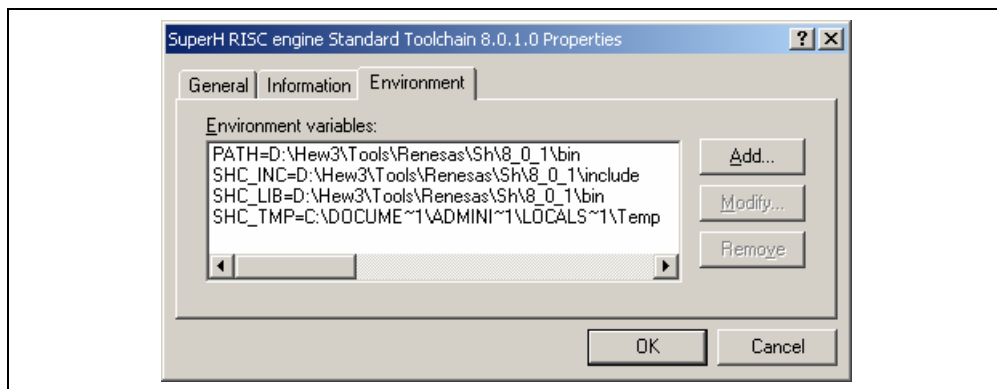 SuperH RISC engine Standard Toolchain 8.0.1.0 Properties
General Information Environment
Environment variables:
PATH=D:\Hew3\Tools\Renesas\Sh\8_0_1\bin
SHC_INC=D:\Hew3\Tools\Renesas\Sh\8_0_1\include
SHC_LIB=D:\Hew3\Tools\Renesas\Sh\8_0_1\bin
SHC_TMP=C:\DOCUME~1\ADMINI~1\LOCALS~1\Temp
Add...
Modify...
Remove
OK Cancel